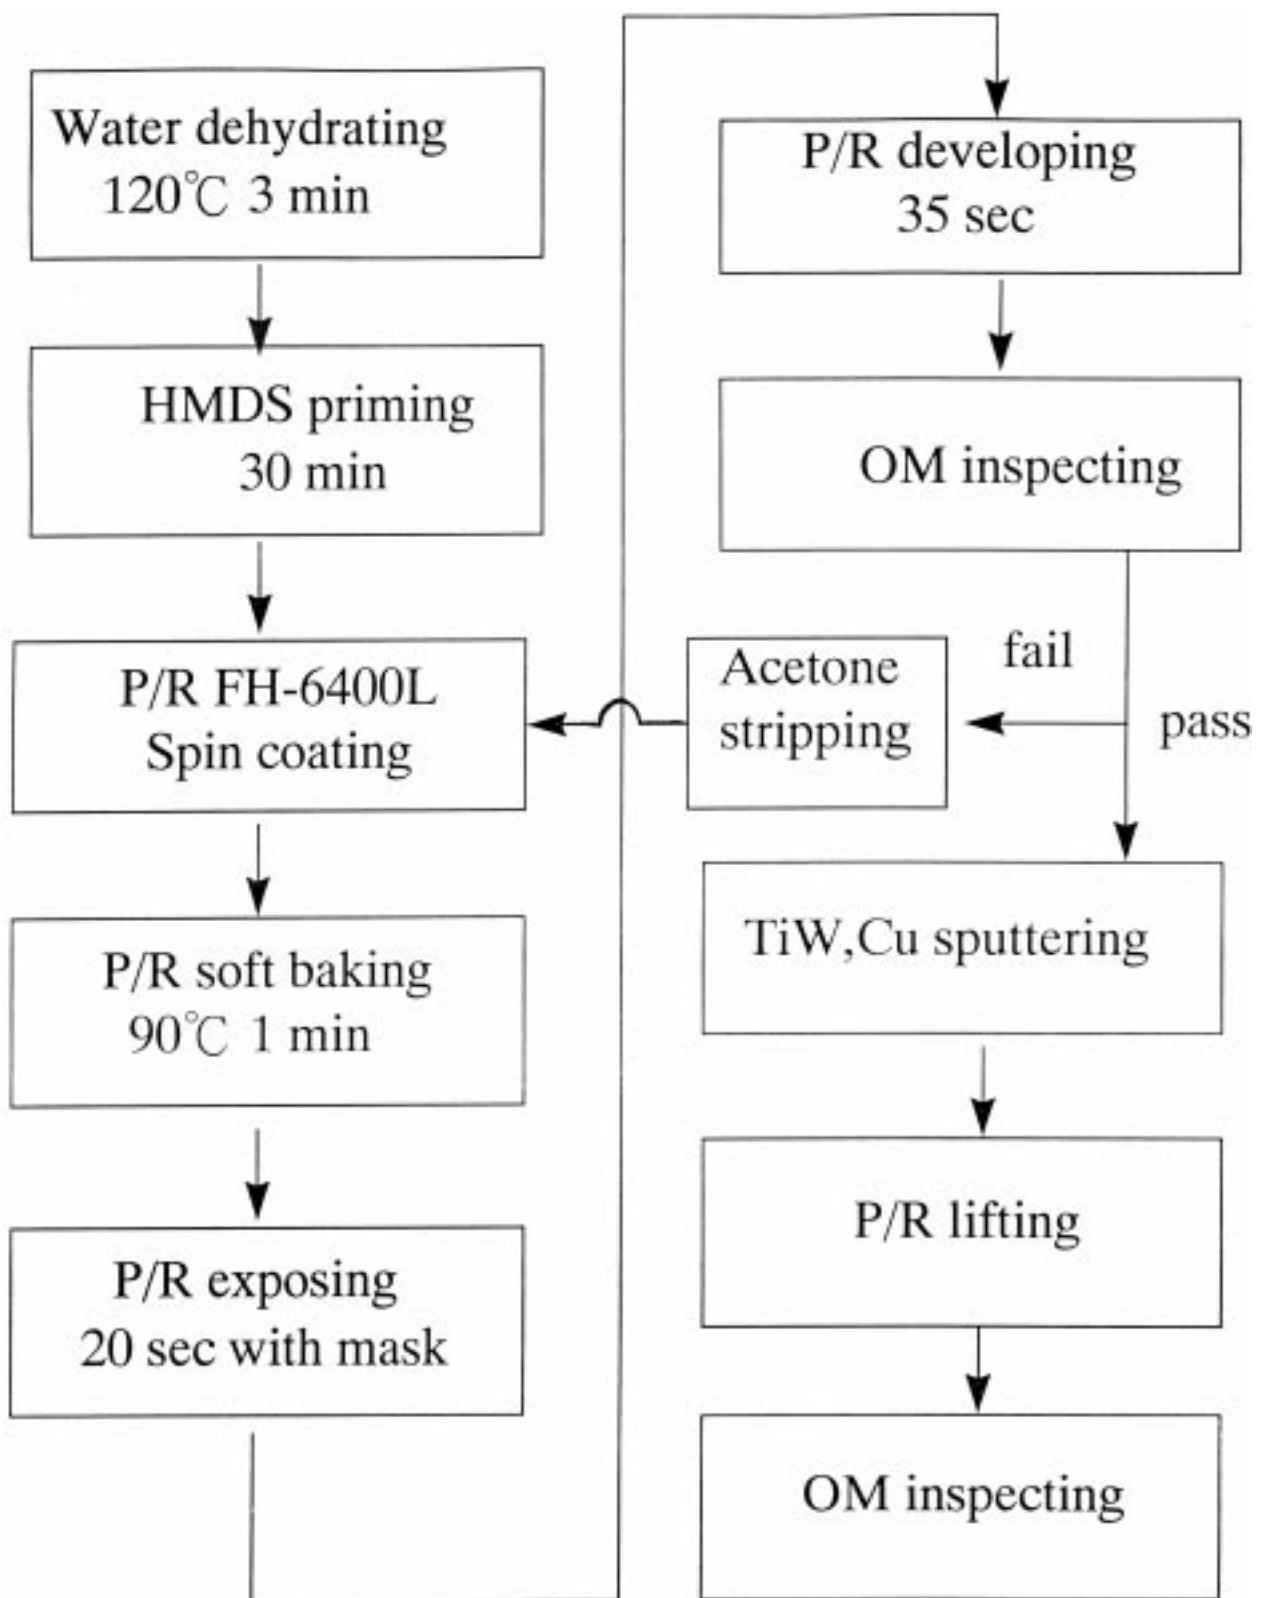 Water dehydrating
120℃ 3 min
HMDS priming
30 min
P/R FH-6400L
Spin coating
P/R soft baking
90℃ 1 min
P/R exposing
20 sec with mask
P/R developing
35 sec
OM inspecting
fail
pass
Acetone
stripping
TiW,Cu sputtering
P/R lifting
OM inspecting